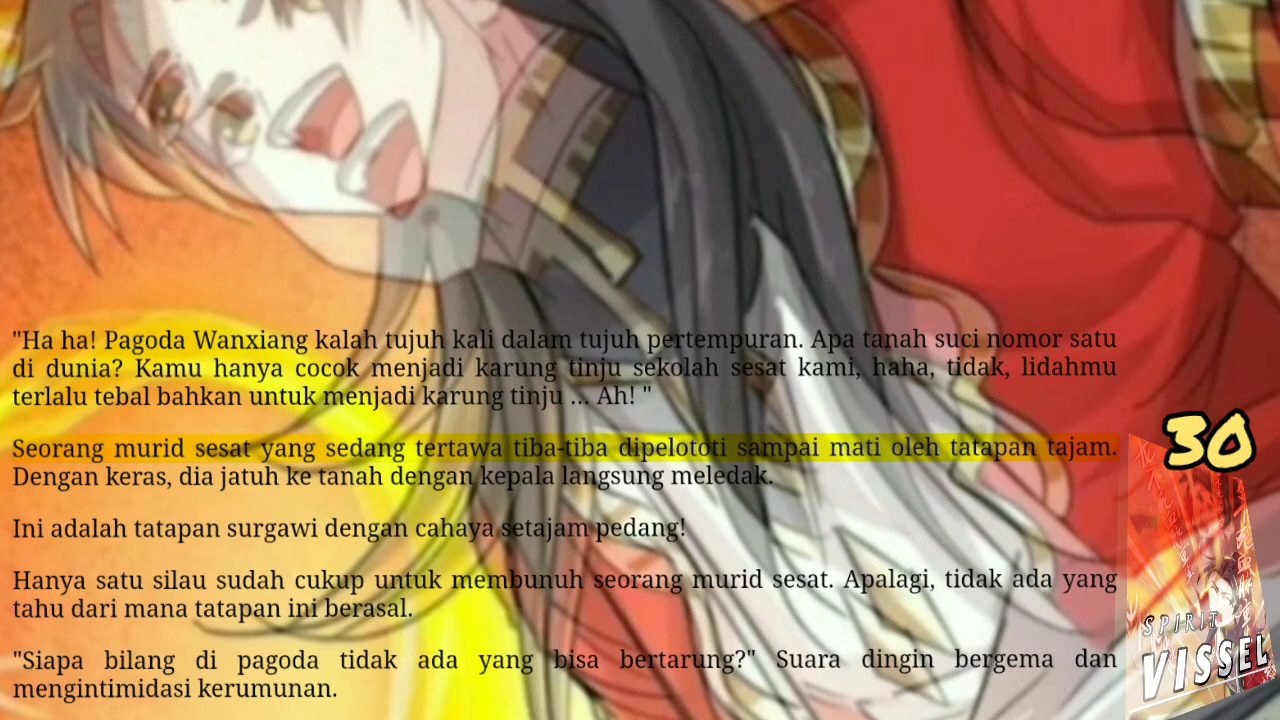 "Ha ha! Pagoda Wanxiang kalah tujuh kali dalam tujuh pertempuran. Apa tanah suci nomor satu
di dunia? Kamu hanya cocok menjadi karung tinju sekolah sesat kami, haha, tidak, lidahmu
terlalu tebal bahkan untuk menjadi karung tinju ... Ah! "
Seorang murid sesat yang sedang tertawa tiba-tiba dipelototi sampai mati oleh tatapan tajam.
Dengan keras, dia jatuh ke tanah dengan kepala langsung meledak.
Ini adalah tatapan surgawi dengan cahaya setajam pedang!
Hanya satu silau sudah cukup untuk membunuh seorang murid sesat. Apalagi, tidak ada yang
tahu dari mana tatapan ini berasal.
"Siapa bilang di pagoda tidak ada yang bisa bertarung?" Suara dingin bergema dan
mengintimidasi kerumunan.
30
SPIRIT
VISSEL